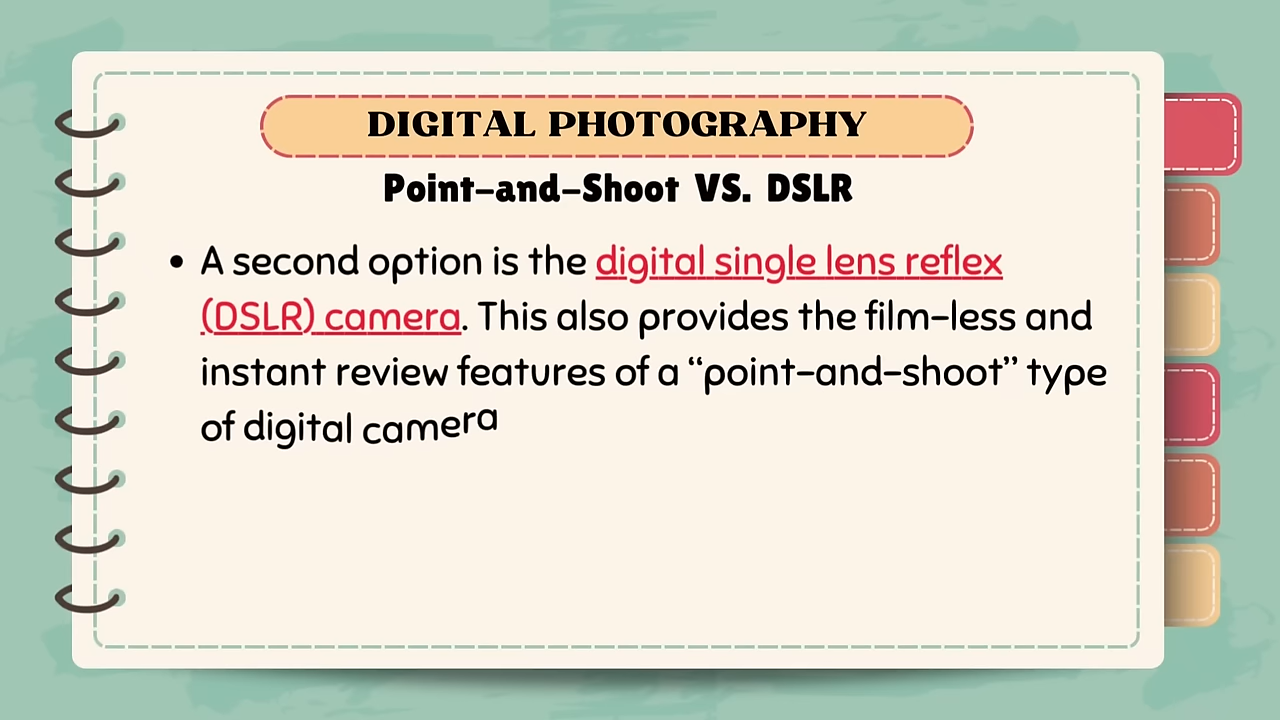 DIGITAL PHOTOGRAPHY
Point-and-Shoot VS. DSLR
• A second option is the digital single lens reflex
(DSLR) camera. This also provides the film-less and
instant review features of a “point-and-shoot” type
of digital camera